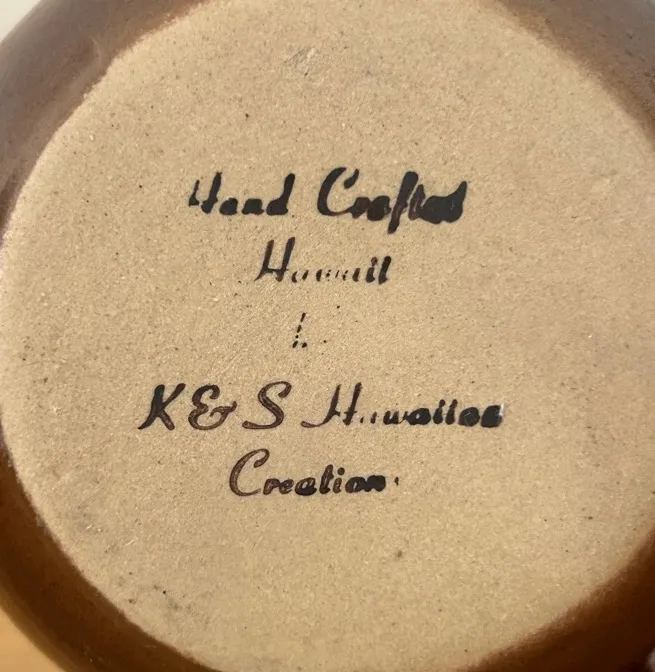 Hand Crafted
Hawaii
K & S Hawaiian
Creation